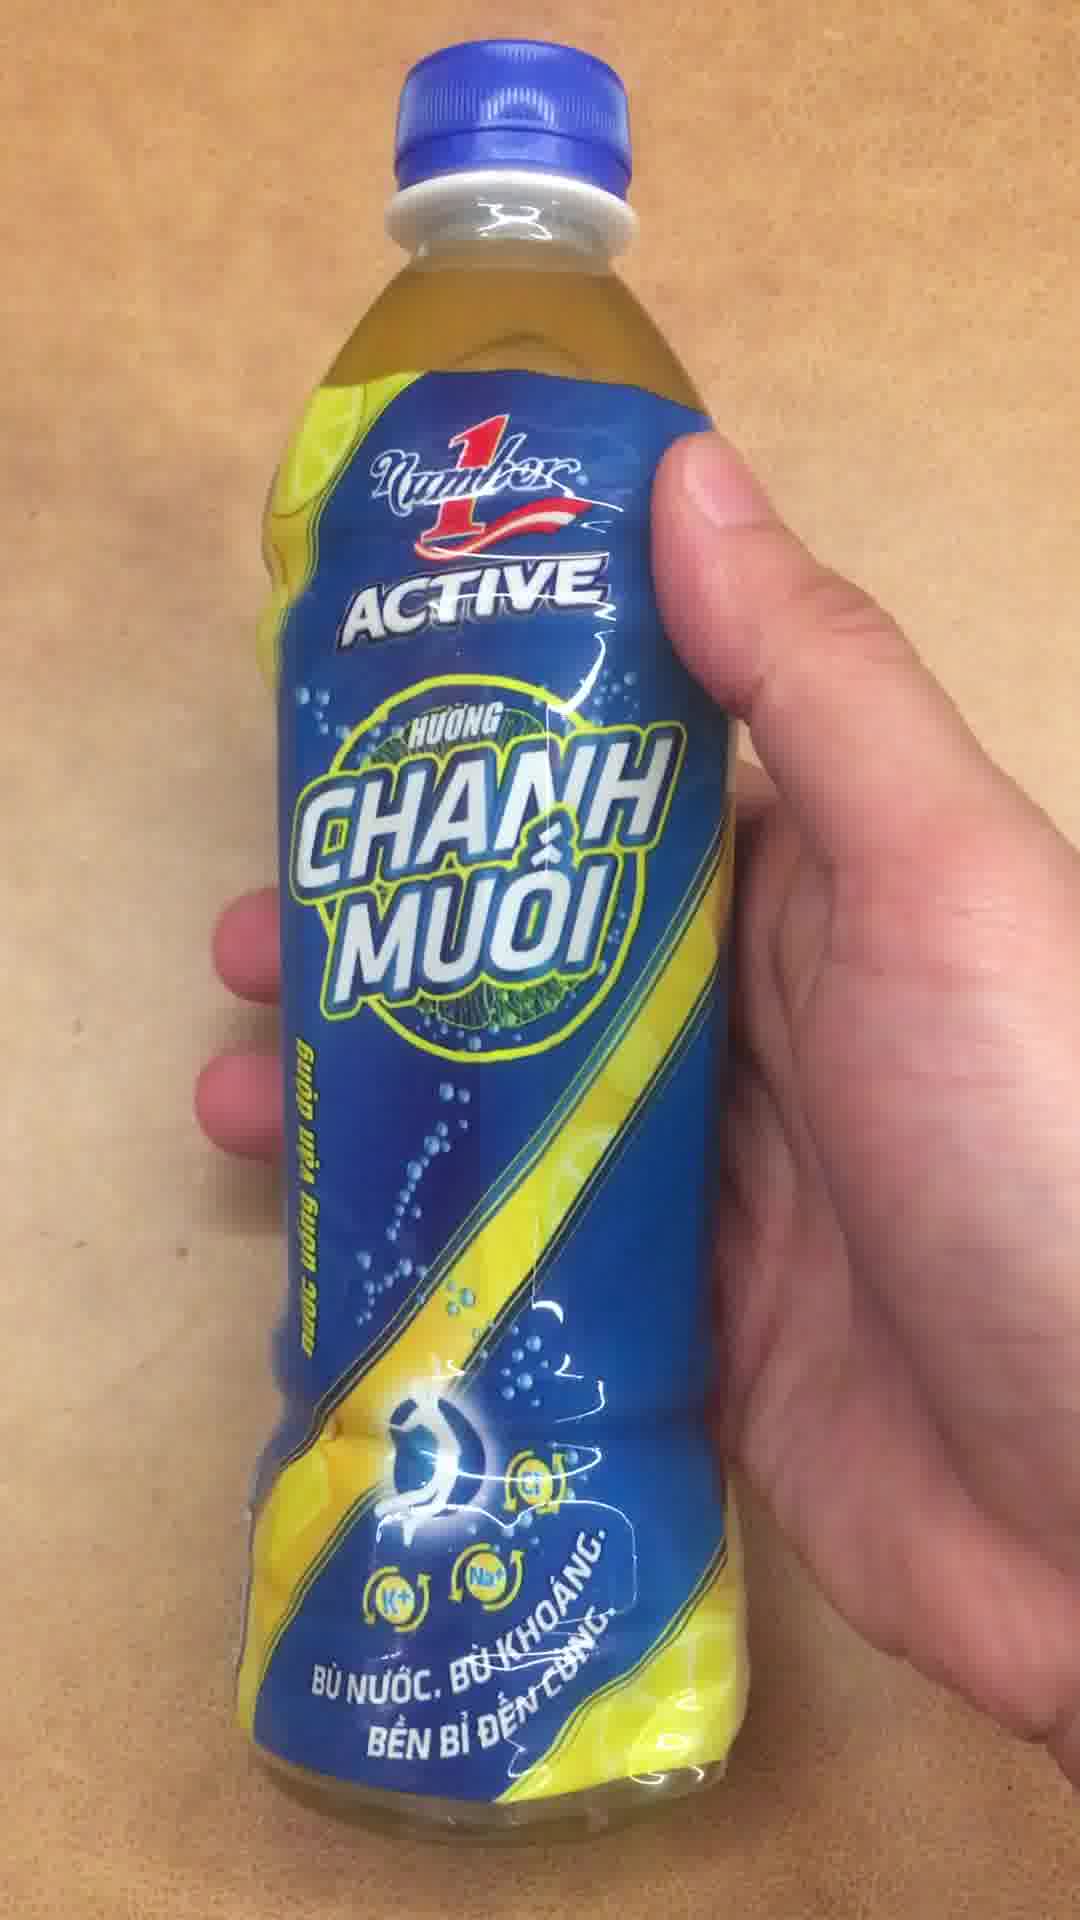 Number 1
ACTIVE
HƯƠNG
CHANH
MUỐI
nước uống vận động
Cl-
K+
Na+
BÙ NƯỚC. BÙ KHOÁNG.
BỀN BỈ ĐẾN CÙNG.